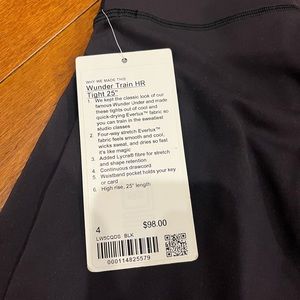 WHY WE MADE THIS
Wunder Train HR
Tight 25"
1. We kept the classic look of our
famous Wunder Under and made
these tights out of cool and
quick-drying Everlux™ fabric so
you can train in the sweatiest
studio classes
2. Four-way stretch Everlux™
fabric feels smooth and cool,
wicks sweat, and dries so fast
it's like magic
3. Added Lycra® fibre for stretch
and shape retention
4. Continuous drawcord
5. Waistband pocket holds your key
or card
6. High rise, 25" length
4
$98.00
LW5CQDS BLK
000114825579